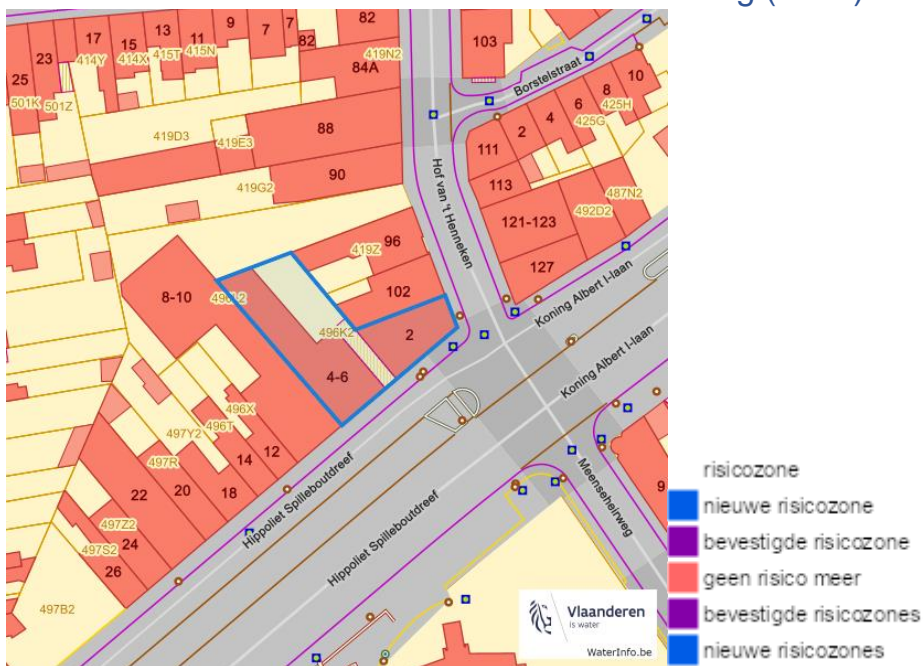 25
23
17
414Y
15
414X
13
415T
11
415N
9
7
7
82
82
419N2
84A
103
501K
501Z
419D3
419E3
88
90
419G2
Borstelstraat
10
8
425H
6
425G
4
2
111
113
121-123
492D2
487N2
127
Hof van 't Henneken
96
419Z
102
8-10
496K2
2
4-6
Koning Albert I-laan
Koning Albert I-laan
496X
496T
497Y2
497R
12
14
18
20
22
497Z2
24
497S2
26
497B2
Hippoliet Spilleboutdreef
Hippoliet Spilleboutdreef
Meenseheirweg
9
Vlaanderen
is water
WaterInfo.be
risicozone
nieuwe risicozone
bevestigde risicozone
geen risico meer
bevestigde risicozones
nieuwe risicozones